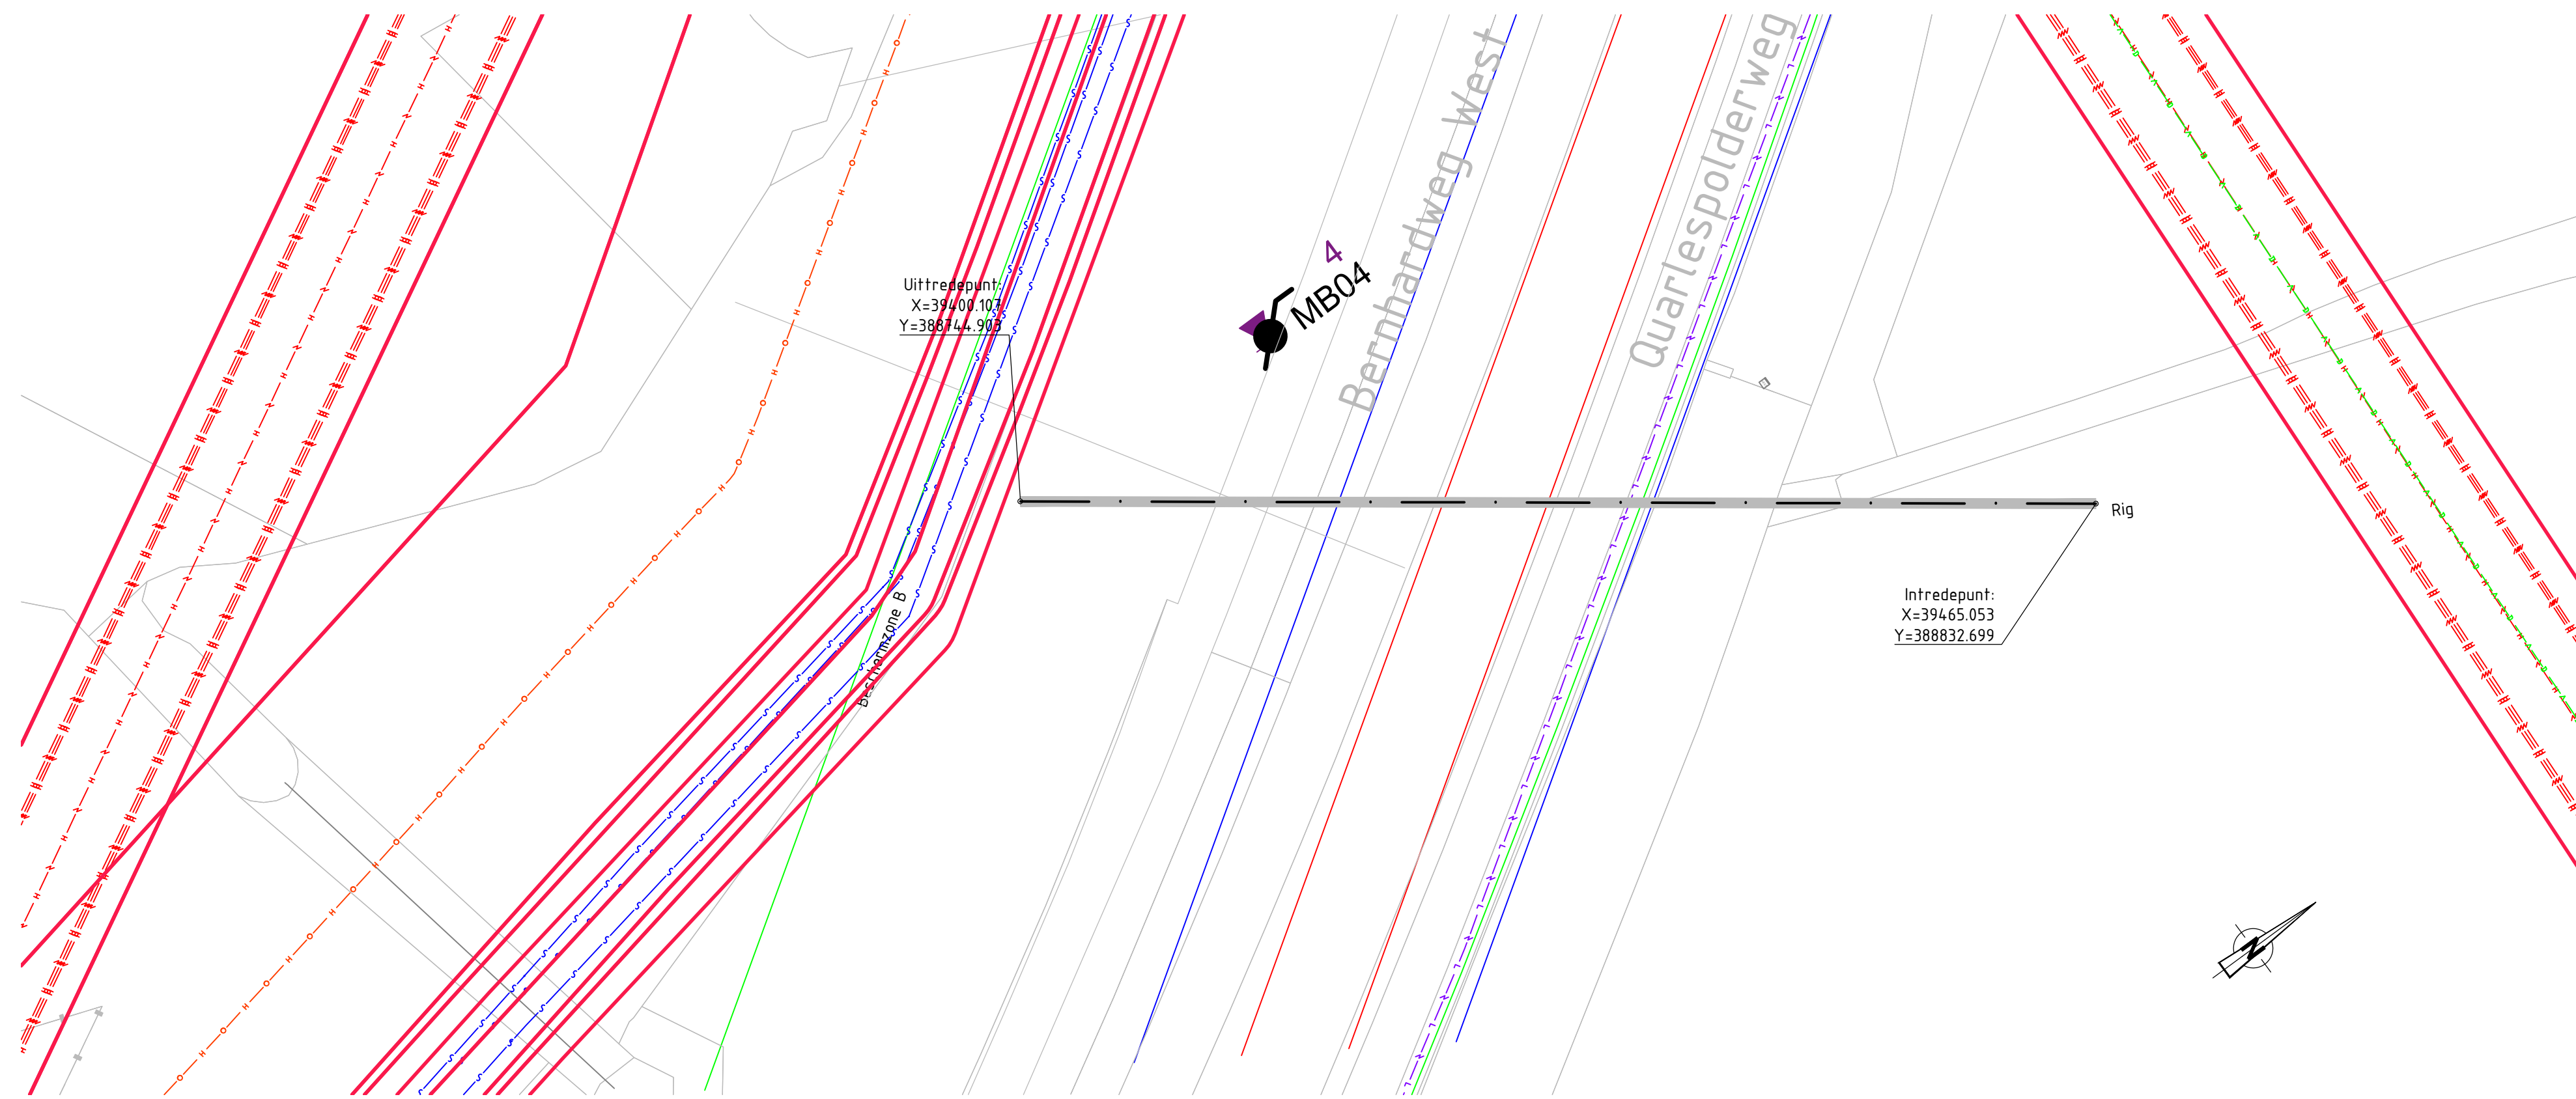 Uittredepunt:
X=39400.107
Y=388744.903
4
MB04
Bernhardweg West
Quarlespolderweg
Rig
Intredepunt:
X=39465.053
Y=388832.699
Beschermzone B
N